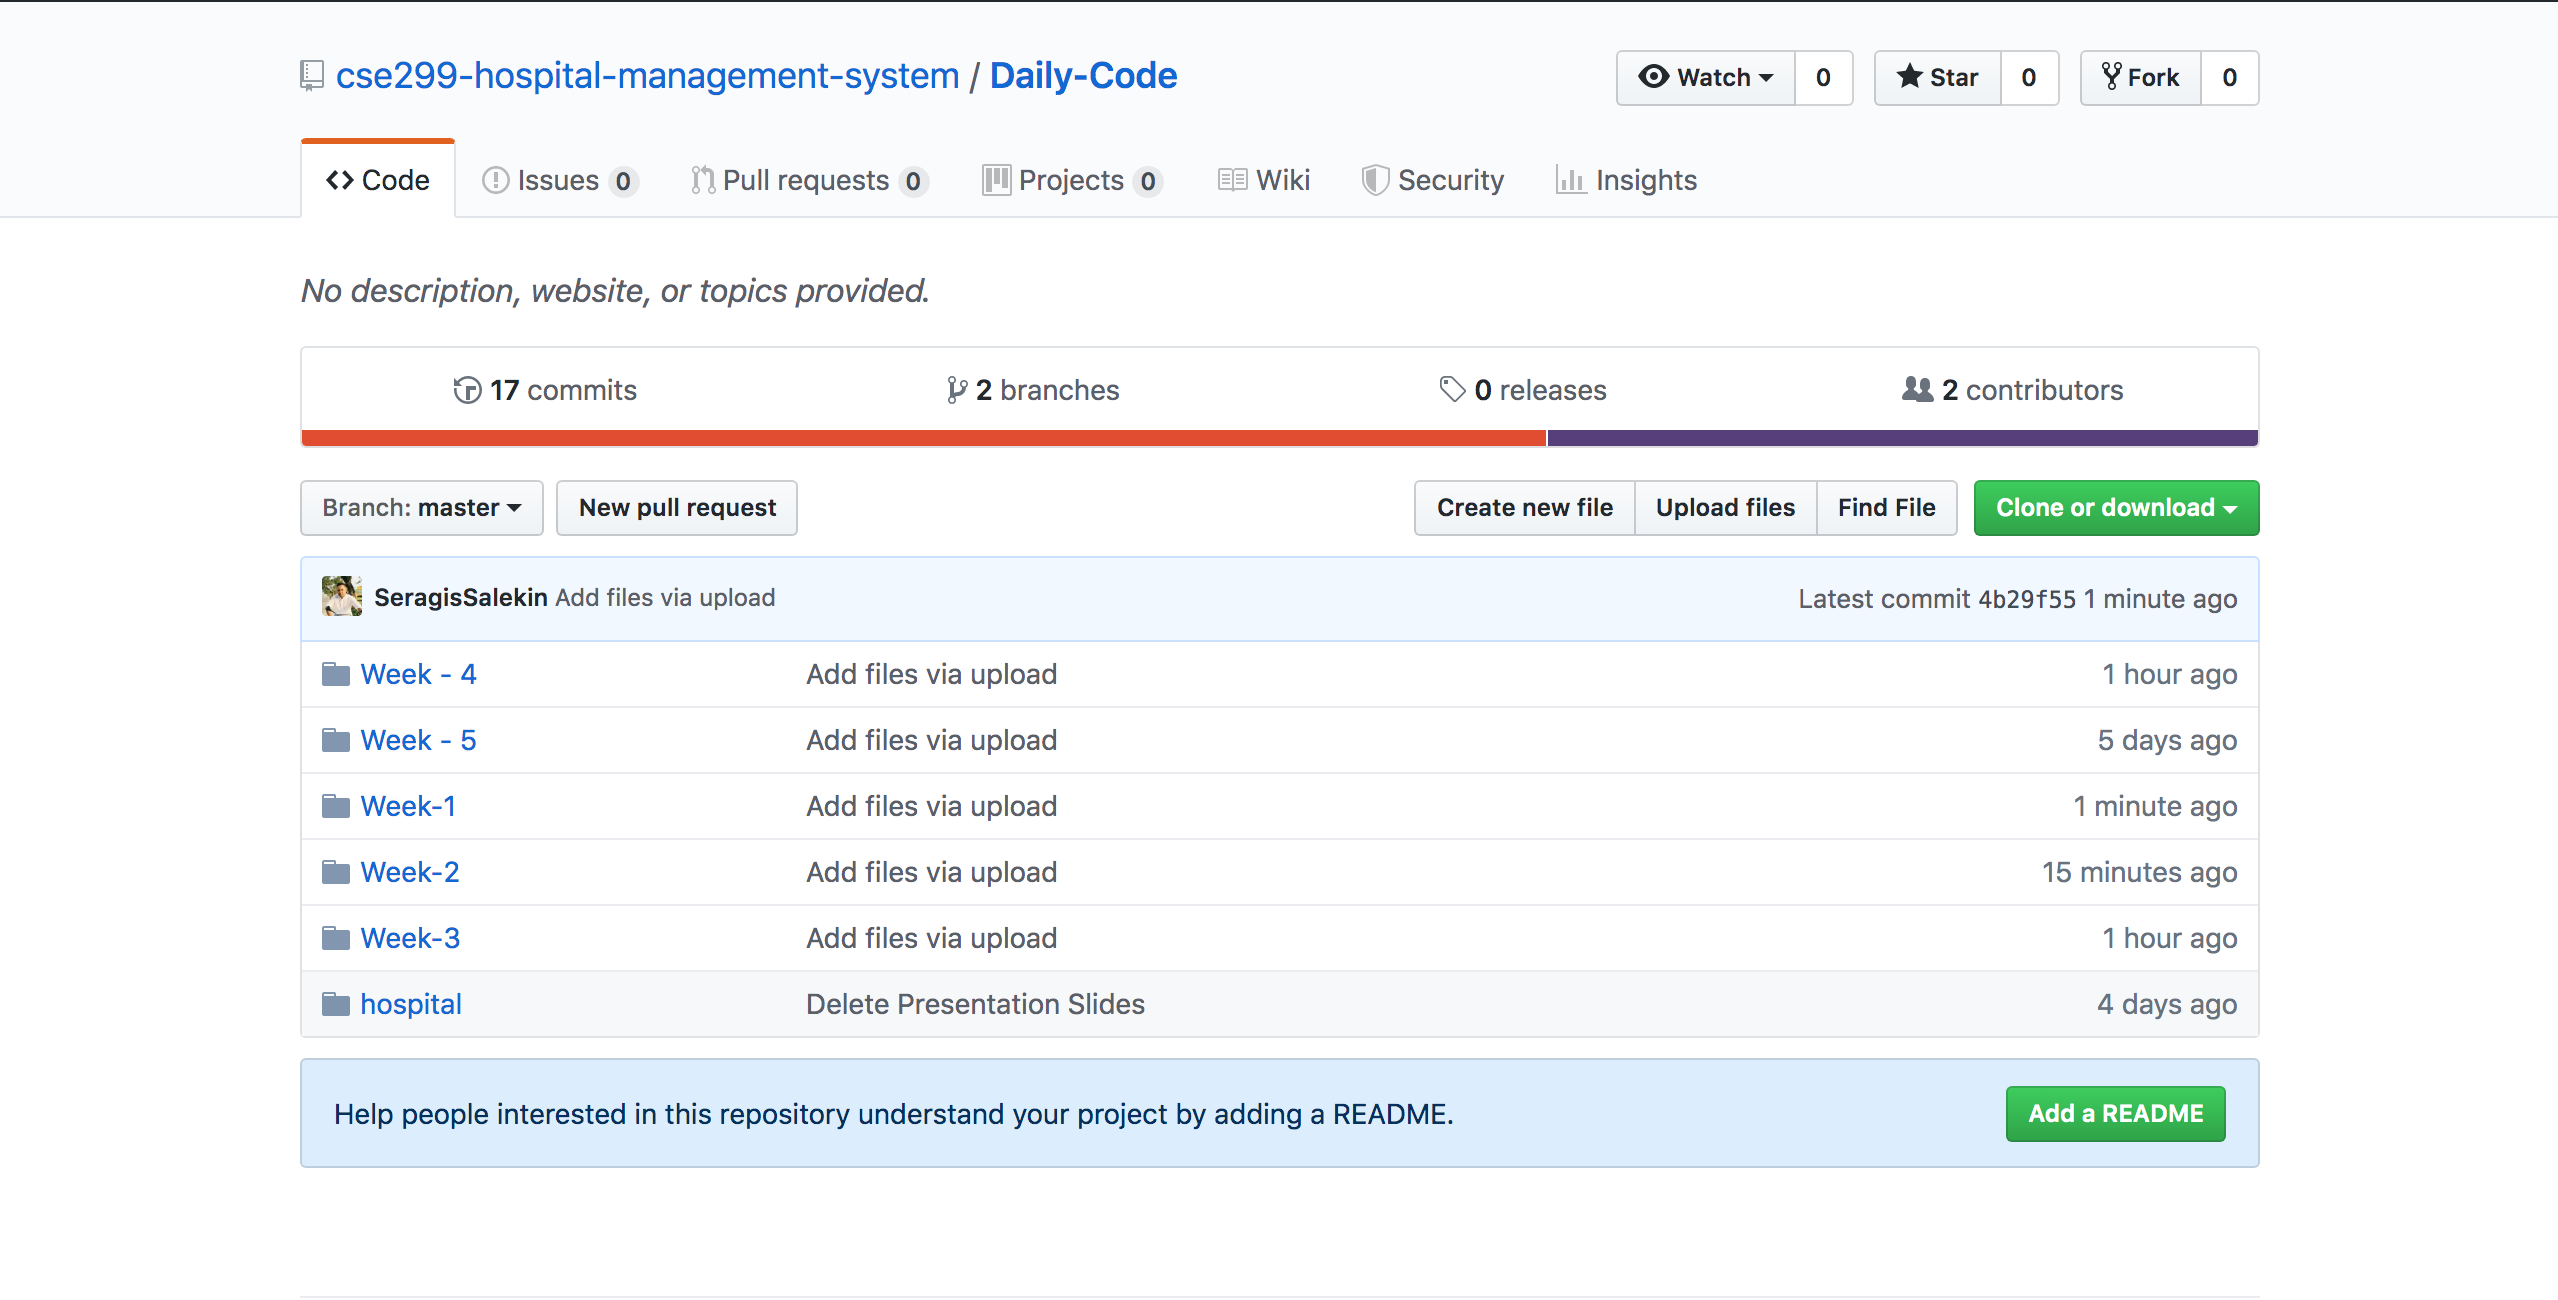 cse299-hospital-management-system / Daily-Code
Watch 0 Star 0 Fork 0
Code Issues 0 Pull requests 0 Projects 0 Wiki Security Insights
No description, website, or topics provided.
17 commits 2 branches 0 releases 2 contributors
Branch: master New pull request Create new file Upload files Find File Clone or download
SeragisSalekin Add files via upload Latest commit 4b29f55 1 minute ago
Week - 4 Add files via upload 1 hour ago
Week - 5 Add files via upload 5 days ago
Week-1 Add files via upload 1 minute ago
Week-2 Add files via upload 15 minutes ago
Week-3 Add files via upload 1 hour ago
hospital Delete Presentation Slides 4 days ago
Help people interested in this repository understand your project by adding a README. Add a README